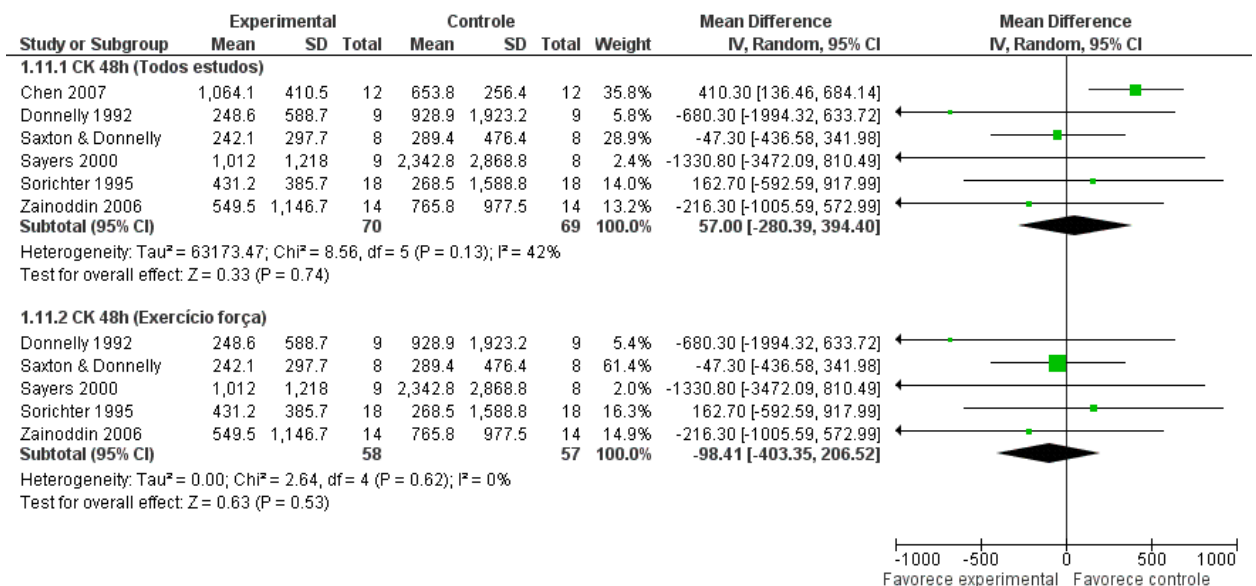 Experimental Controle Mean Difference Mean Difference
Study or Subgroup Mean SD Total Mean SD Total Weight IV, Random, 95% CI IV, Random, 95% CI
1.11.1 CK 48h (Todos estudos)
Chen 2007 1,064.1 410.5 12 653.8 256.4 12 35.8% 410.30 [136.46, 684.14]
Donnelly 1992 248.6 588.7 9 928.9 1,923.2 9 5.8% -680.30 [-1994.32, 633.72]
Saxton & Donnelly 242.1 297.7 8 289.4 476.4 8 28.9% -47.30 [-436.58, 341.98]
Sayers 2000 1,012 1,218 9 2,342.8 2,868.8 8 2.4% -1330.80 [-3472.09, 810.49]
Sorichter 1995 431.2 385.7 18 268.5 1,588.8 18 14.0% 162.70 [-592.59, 917.99]
Zainoddin 2006 549.5 1,146.7 14 765.8 977.5 14 13.2% -216.30 [-1005.59, 572.99]
Subtotal (95% CI) 70 69 100.0% 57.00 [-280.39, 394.40]
Heterogeneity: Tau² = 63173.47; Chi² = 8.56, df = 5 (P = 0.13); I² = 42%
Test for overall effect: Z = 0.33 (P = 0.74)
1.11.2 CK 48h (Exercício força)
Donnelly 1992 248.6 588.7 9 928.9 1,923.2 9 5.4% -680.30 [-1994.32, 633.72]
Saxton & Donnelly 242.1 297.7 8 289.4 476.4 8 61.4% -47.30 [-436.58, 341.98]
Sayers 2000 1,012 1,218 9 2,342.8 2,868.8 8 2.0% -1330.80 [-3472.09, 810.49]
Sorichter 1995 431.2 385.7 18 268.5 1,588.8 18 16.3% 162.70 [-592.59, 917.99]
Zainoddin 2006 549.5 1,146.7 14 765.8 977.5 14 14.9% -216.30 [-1005.59, 572.99]
Subtotal (95% CI) 58 57 100.0% -98.41 [-403.35, 206.52]
Heterogeneity: Tau² = 0.00; Chi² = 2.64, df = 4 (P = 0.62); I² = 0%
Test for overall effect: Z = 0.63 (P = 0.53)
-1000 -500 0 500 1000
Favorece experimental Favorece controle